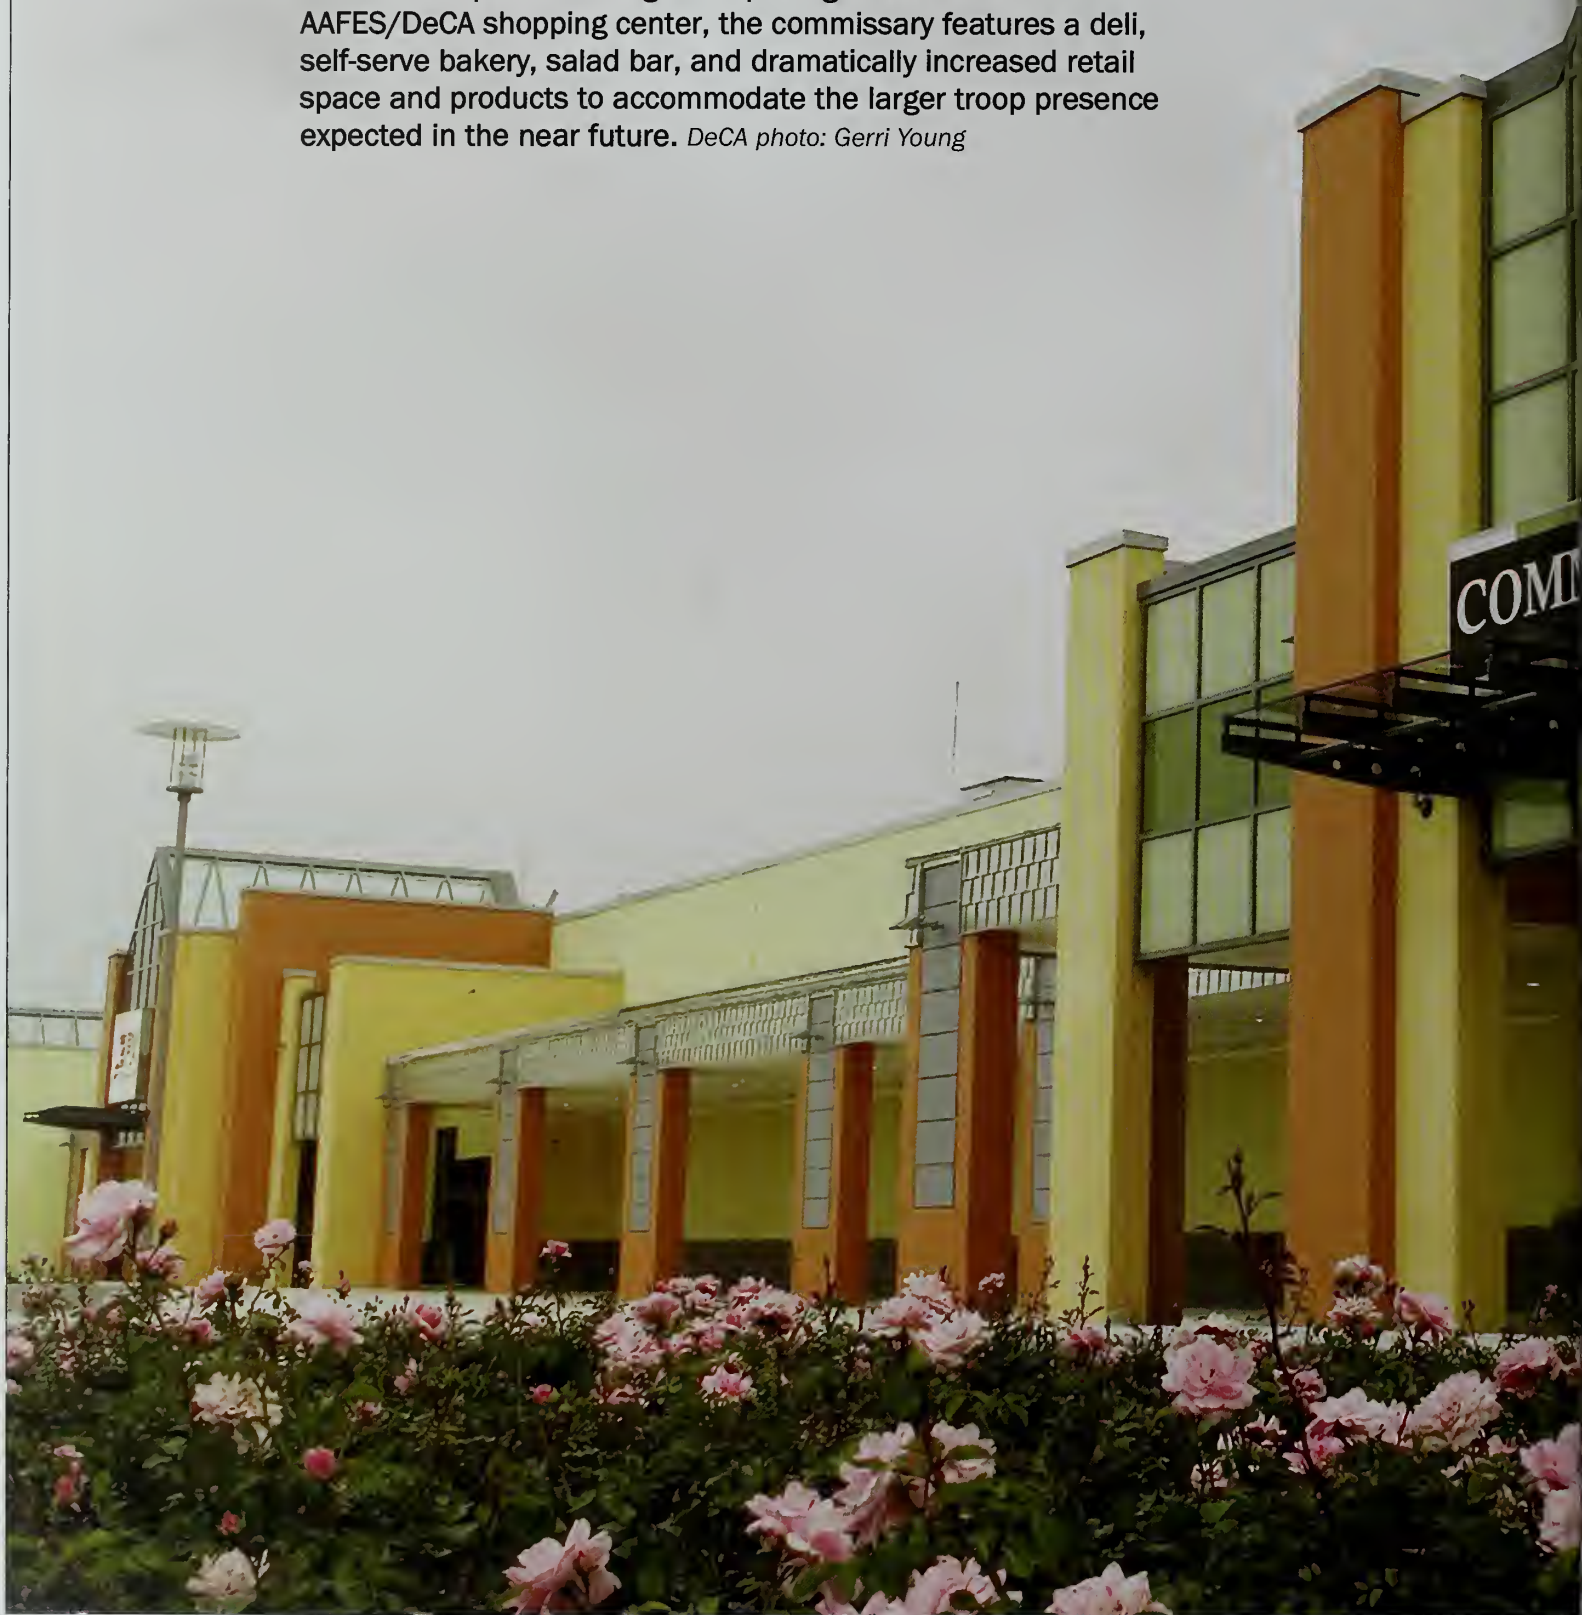 AAFES/DeCA shopping center, the commissary features a deli,
self-serve bakery, salad bar, and dramatically increased retail
space and products to accommodate the larger troop presence
expected in the near future. DeCA photo: Gerri Young
COM